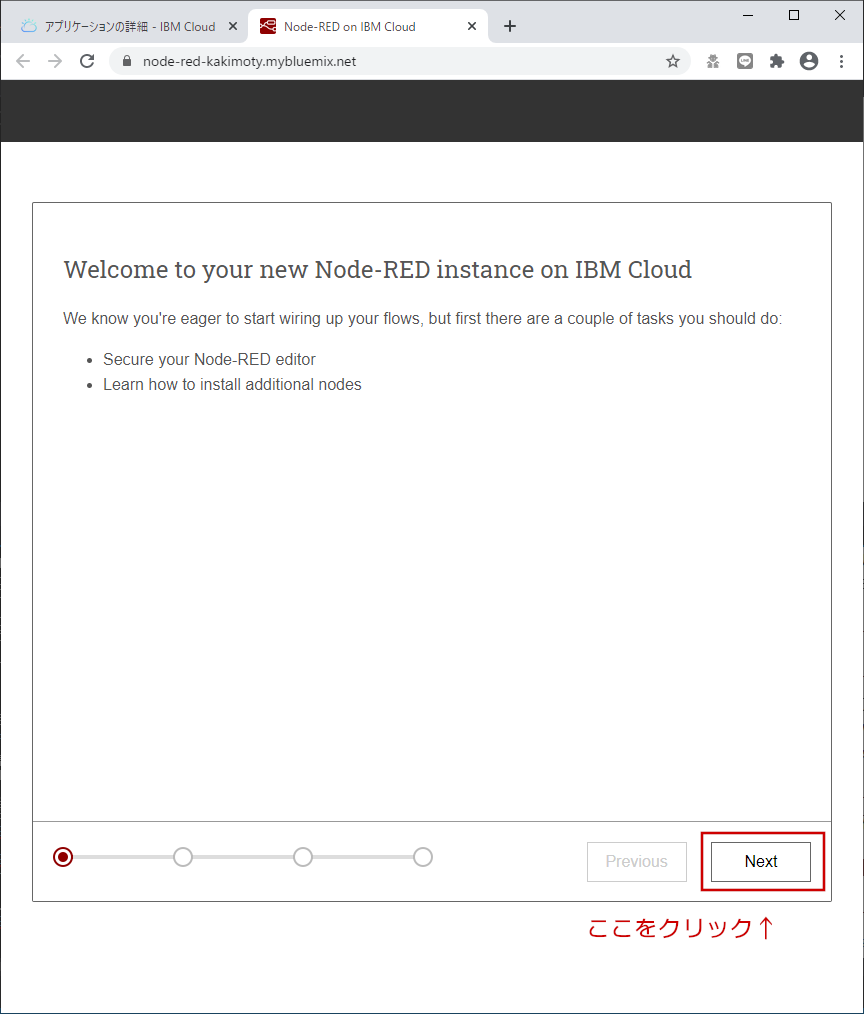 アプリケーションの詳細 - IBM Cloud
Node-RED on IBM Cloud
node-red-kakimoty.mybluemix.net
LINE
Welcome to your new Node-RED instance on IBM Cloud
We know you're eager to start wiring up your flows, but first there are a couple of tasks you should do:
• Secure your Node-RED editor
• Learn how to install additional nodes
Previous
Next
ここをクリック↑